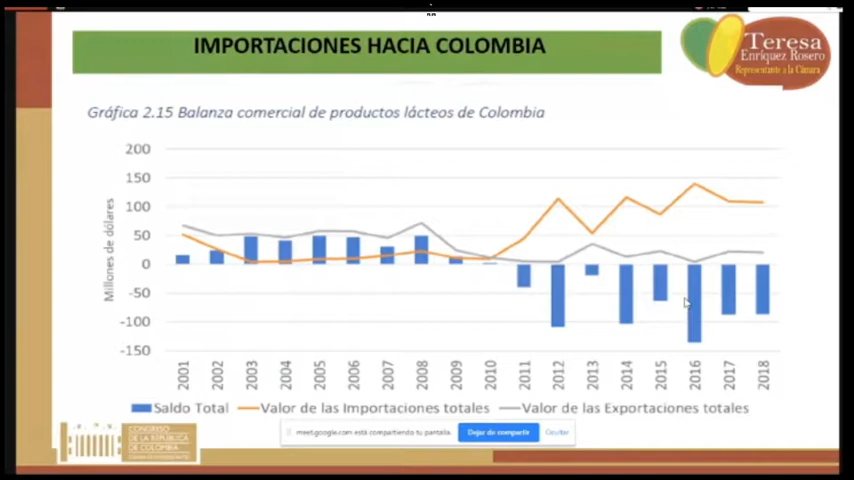 IMPORTACIONES HACIA COLOMBIA
Teresa
Enríquez Rosero
Representante a la Cámara
Gráfica 2.15 Balanza comercial de productos lácteos de Colombia
Millones de dólares
200
150
100
50
0
-50
-100
-150
2001 2002 2003 2004 2005 2006 2007 2008 2009 2010 2011 2012 2013 2014 2015 2016 2017 2018
Saldo Total Valor de las Importaciones totales Valor de las Exportaciones totales
CONGRESO
DE LA REPÚBLICA
DE COLOMBIA
meet.google.com está compartiendo tu pantalla. Dejar de compartir Ocultar